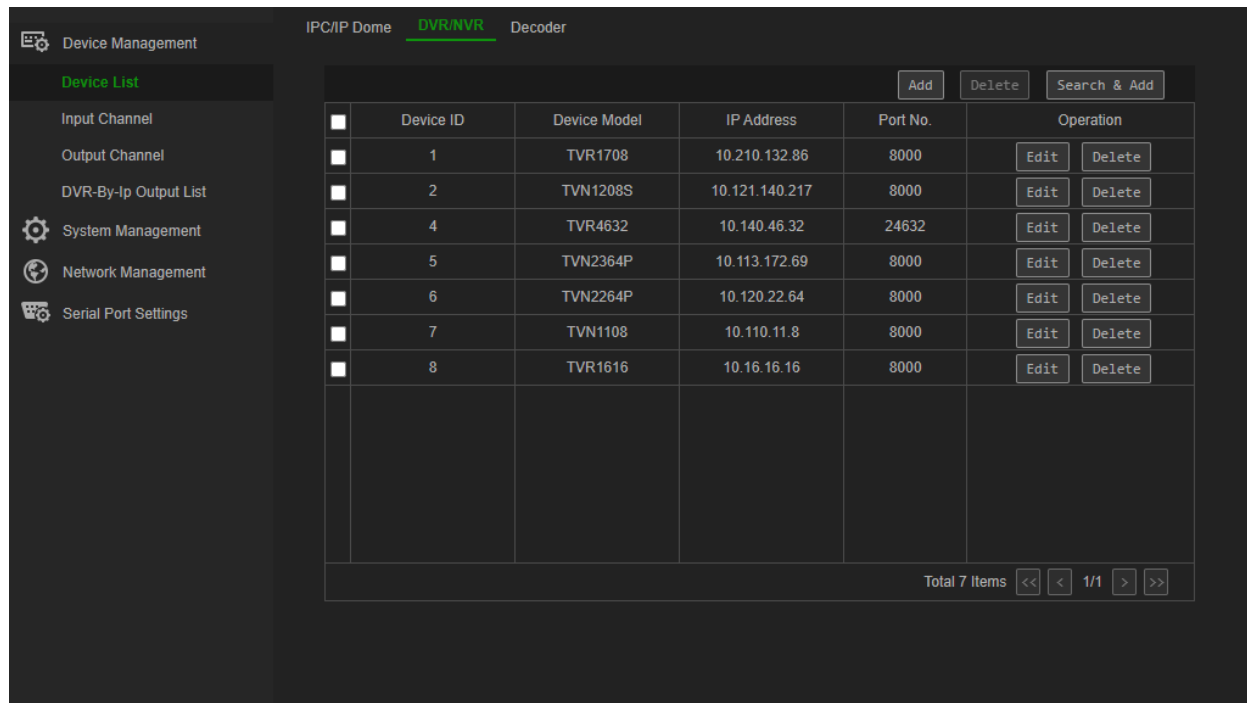 IPC/IP Dome DVR/NVR Decoder
Device Management
Device List
Input Channel
Output Channel
DVR-By-Ip Output List
System Management
Network Management
Serial Port Settings
Add Delete Search & Add
Device ID Device Model IP Address Port No. Operation
1 TVR1708 10.210.132.86 8000 Edit Delete
2 TVN1208S 10.121.140.217 8000 Edit Delete
4 TVR4632 10.140.46.32 24632 Edit Delete
5 TVN2364P 10.113.172.69 8000 Edit Delete
6 TVN2264P 10.120.22.64 8000 Edit Delete
7 TVN1108 10.110.11.8 8000 Edit Delete
8 TVR1616 10.16.16.16 8000 Edit Delete
Total 7 Items << < 1/1 > >>